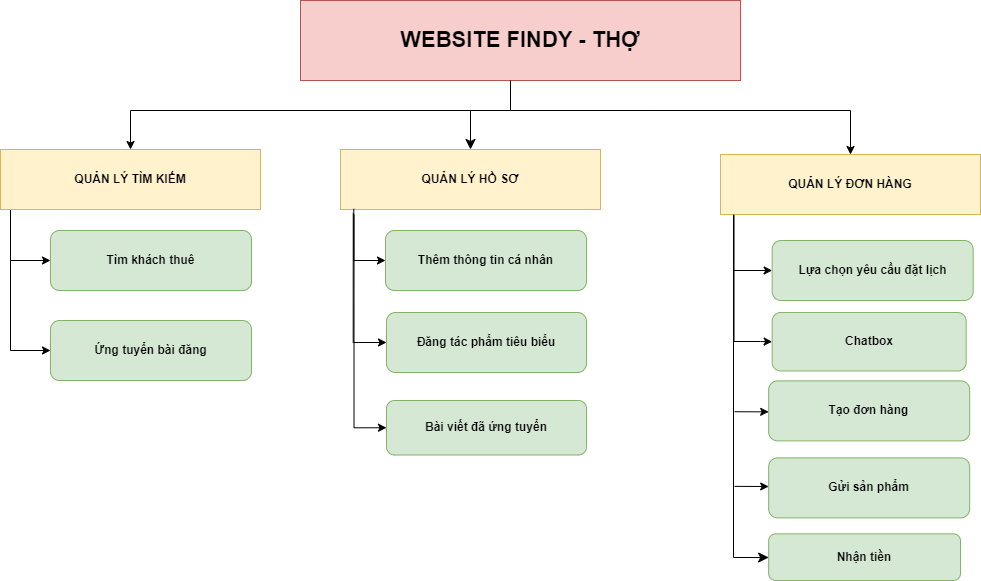 WEBSITE FINDY - THỢ
QUẢN LÝ TÌM KIẾM
Tìm khách thuê
Ứng tuyển bài đăng
QUẢN LÝ HỒ SƠ
Thêm thông tin cá nhân
Đăng tác phẩm tiêu biểu
Bài viết đã ứng tuyển
QUẢN LÝ ĐƠN HÀNG
Lựa chọn yêu cầu đặt lịch
Chatbox
Tạo đơn hàng
Gửi sản phẩm
Nhận tiền